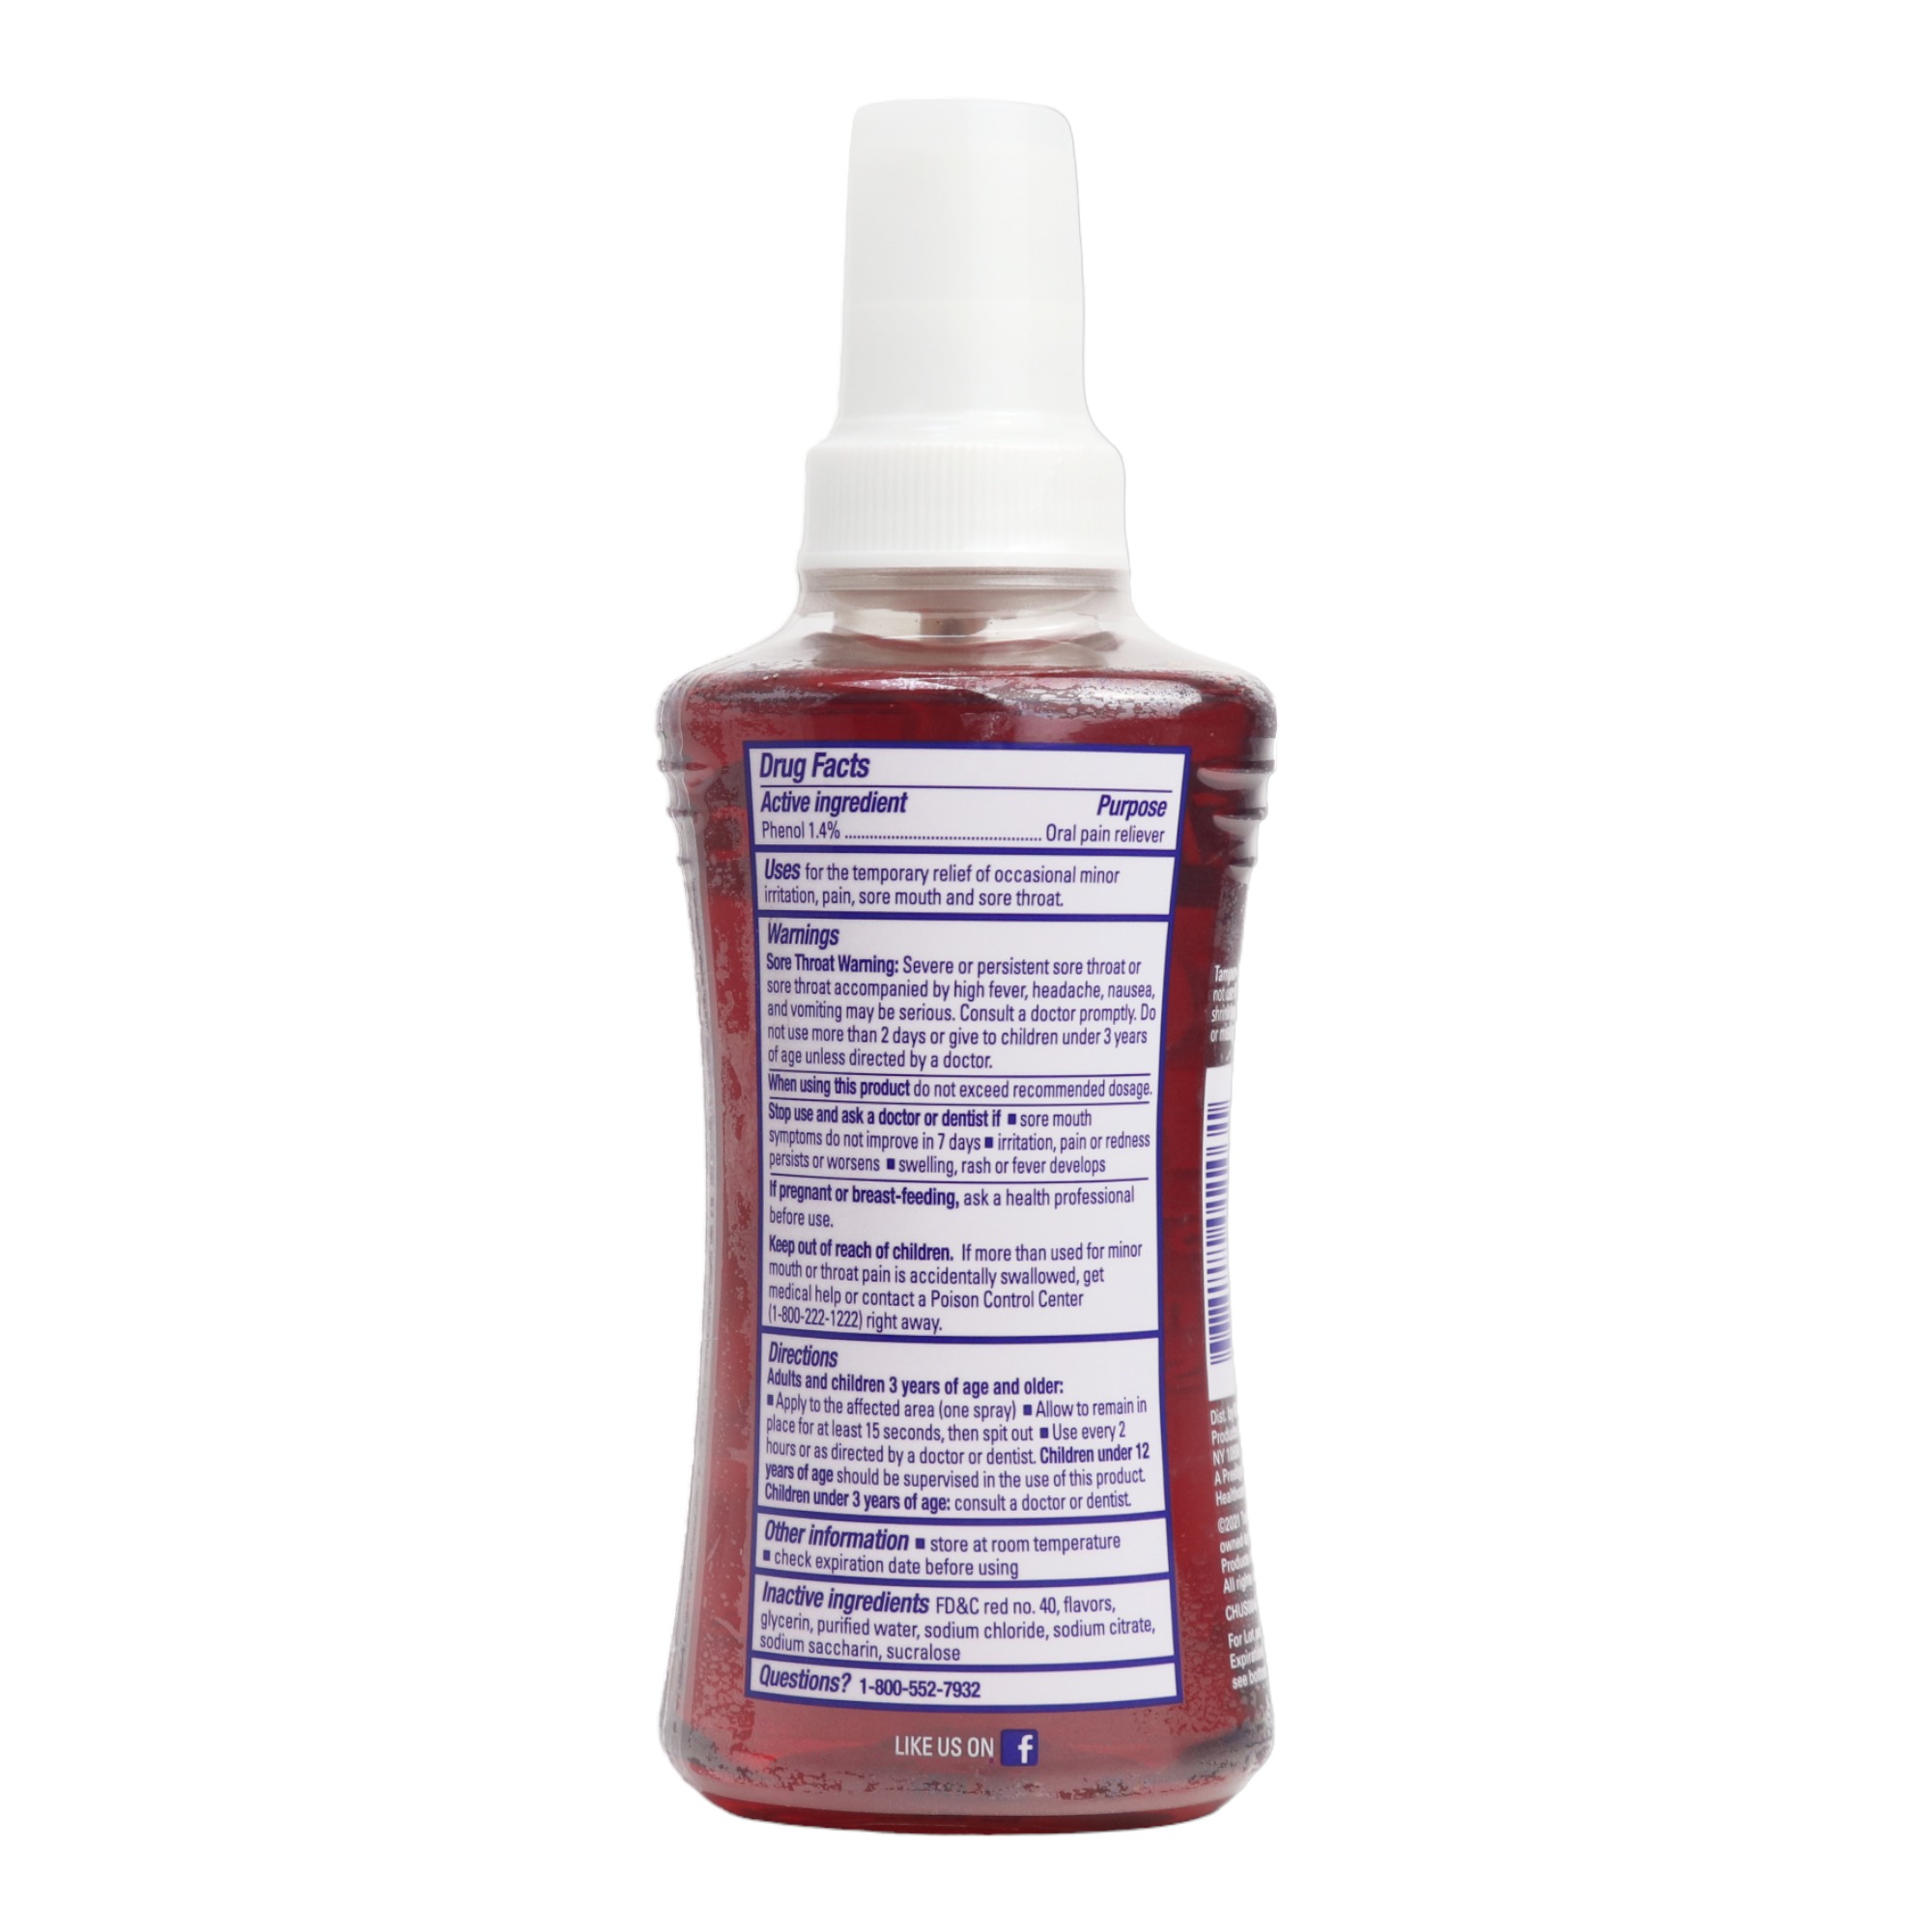 Drug Facts
Active ingredient Purpose
Phenol 1.4% ............................................... Oral pain reliever
Uses for the temporary relief of occasional minor
irritation, pain, sore mouth and sore throat.
Warnings
Sore Throat Warning: Severe or persistent sore throat or
sore throat accompanied by high fever, headache, nausea,
and vomiting may be serious. Consult a doctor promptly. Do
not use more than 2 days or give to children under 3 years
of age unless directed by a doctor.
When using this product do not exceed recommended dosage.
Stop use and ask a doctor or dentist if ■ sore mouth
symptoms do not improve in 7 days ■ irritation, pain or redness
persists or worsens ■ swelling, rash or fever develops
If pregnant or breast-feeding, ask a health professional
before use.
Keep out of reach of children. If more than used for minor
mouth or throat pain is accidentally swallowed, get
medical help or contact a Poison Control Center
(1-800-222-1222) right away.
Directions
Adults and children 3 years of age and older:
■ Apply to the affected area (one spray) ■ Allow to remain in
place for at least 15 seconds, then spit out ■ Use every 2
hours or as directed by a doctor or dentist. Children under 12
years of age should be supervised in the use of this product.
Children under 3 years of age: consult a doctor or dentist.
Other information ■ store at room temperature
■ check expiration date before using
Inactive ingredients FD&C red no. 40, flavors,
glycerin, purified water, sodium chloride, sodium citrate,
sodium saccharin, sucralose
Questions? 1-800-552-7932
LIKE US ON f
not
or
Dist. by
NY
A
©2021
owned
All
For Lot
see